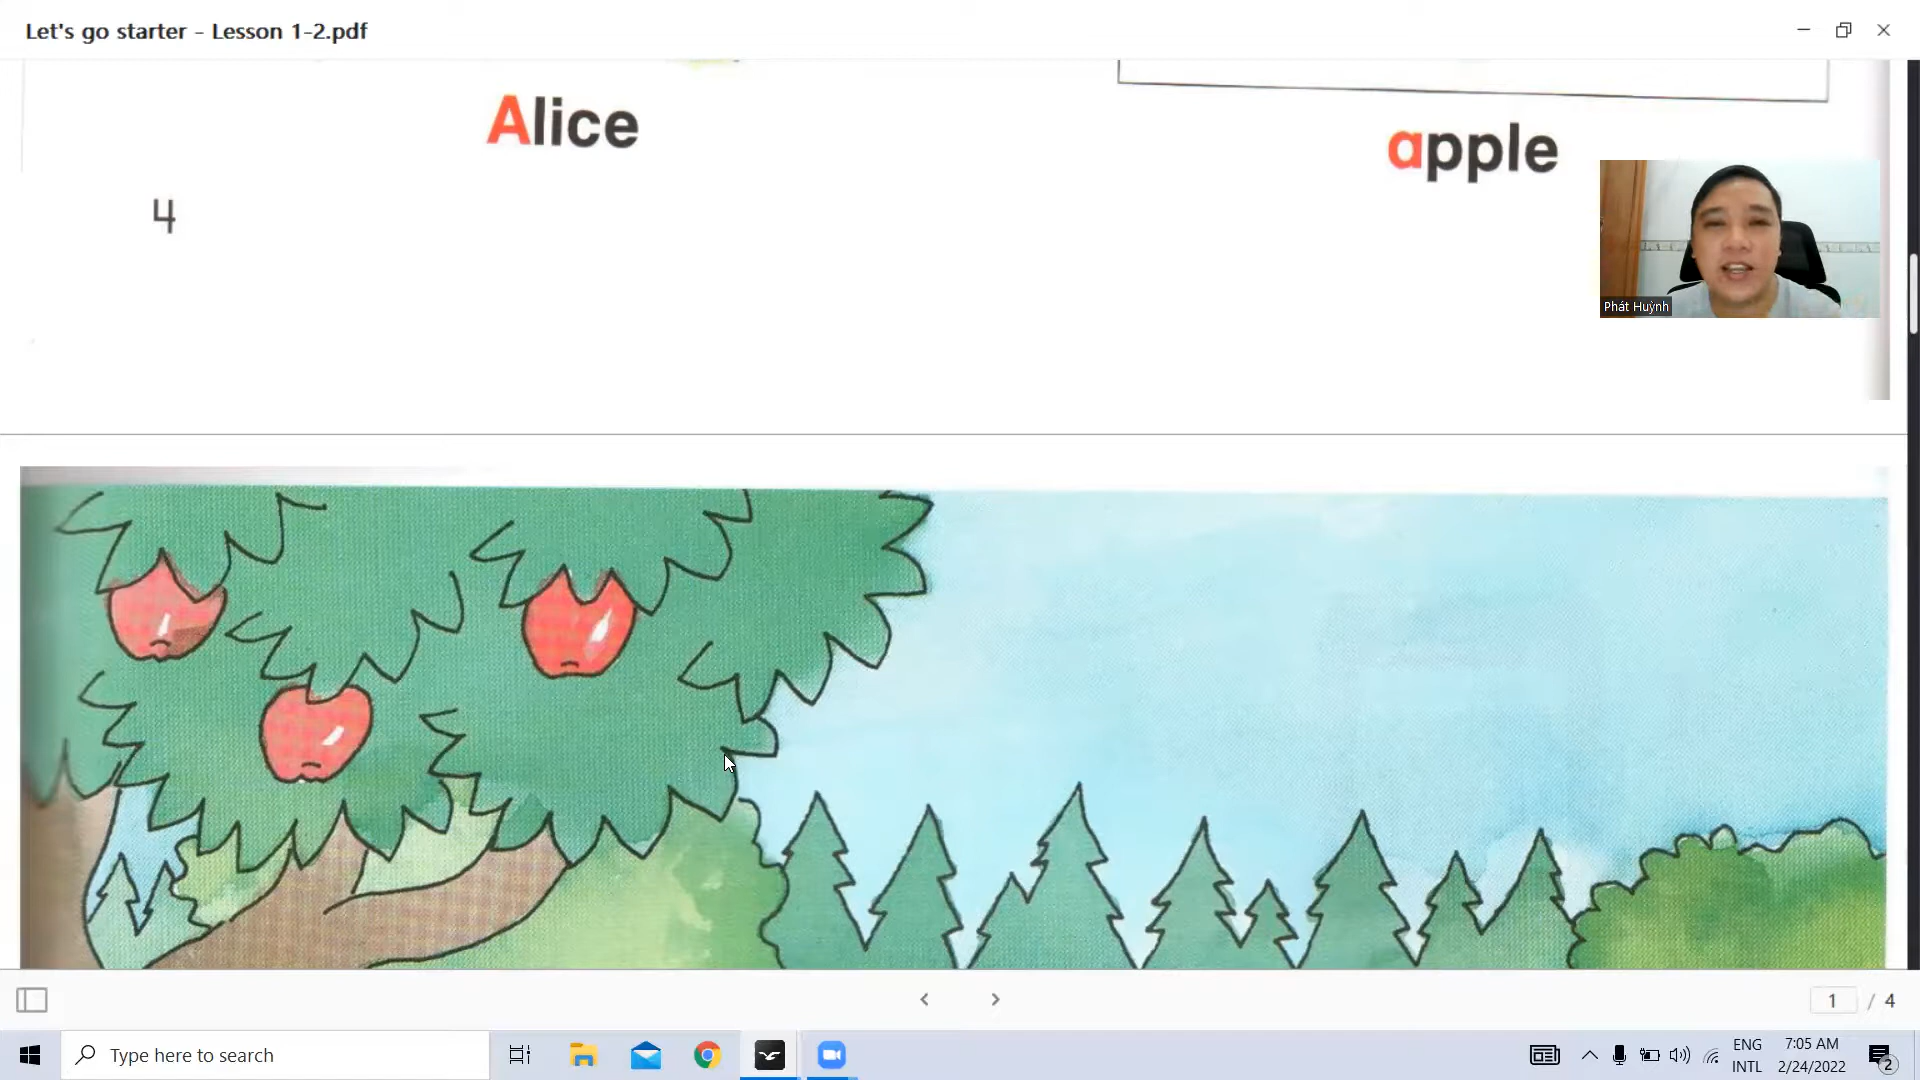 Let's go starter - Lesson 1-2.pdf
Alice
apple
4
Phát Huỳnh
1 / 4
Type here to search
ENG
INTL
7:05 AM
2/24/2022
2